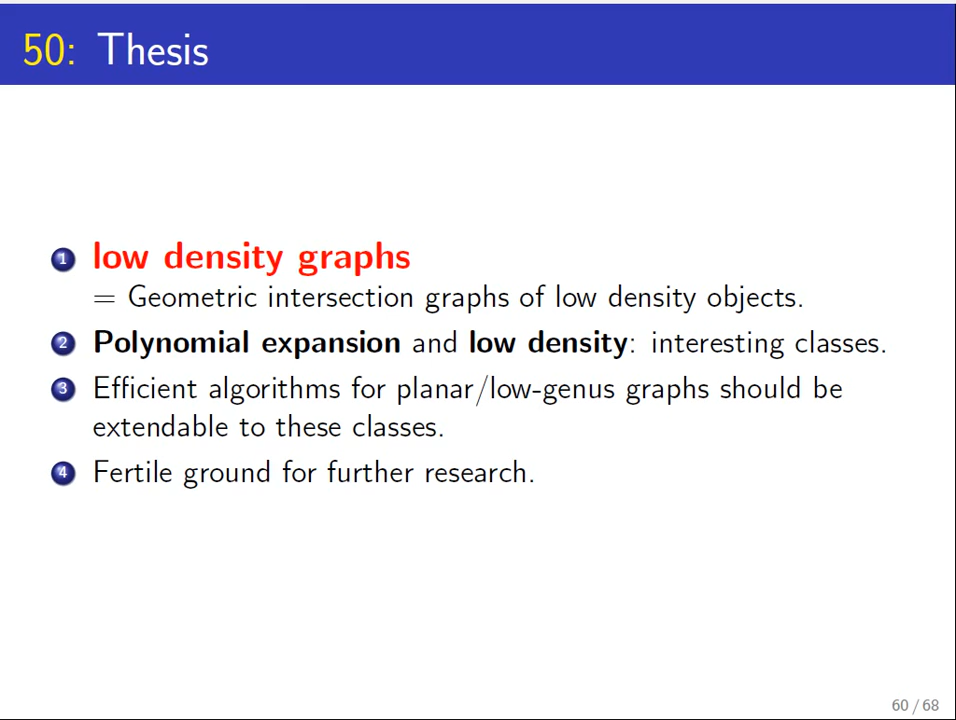 50: Thesis
1 low density graphs
= Geometric intersection graphs of low density objects.
2 Polynomial expansion and low density: interesting classes.
3 Efficient algorithms for planar/low-genus graphs should be
extendable to these classes.
4 Fertile ground for further research.
60 / 68